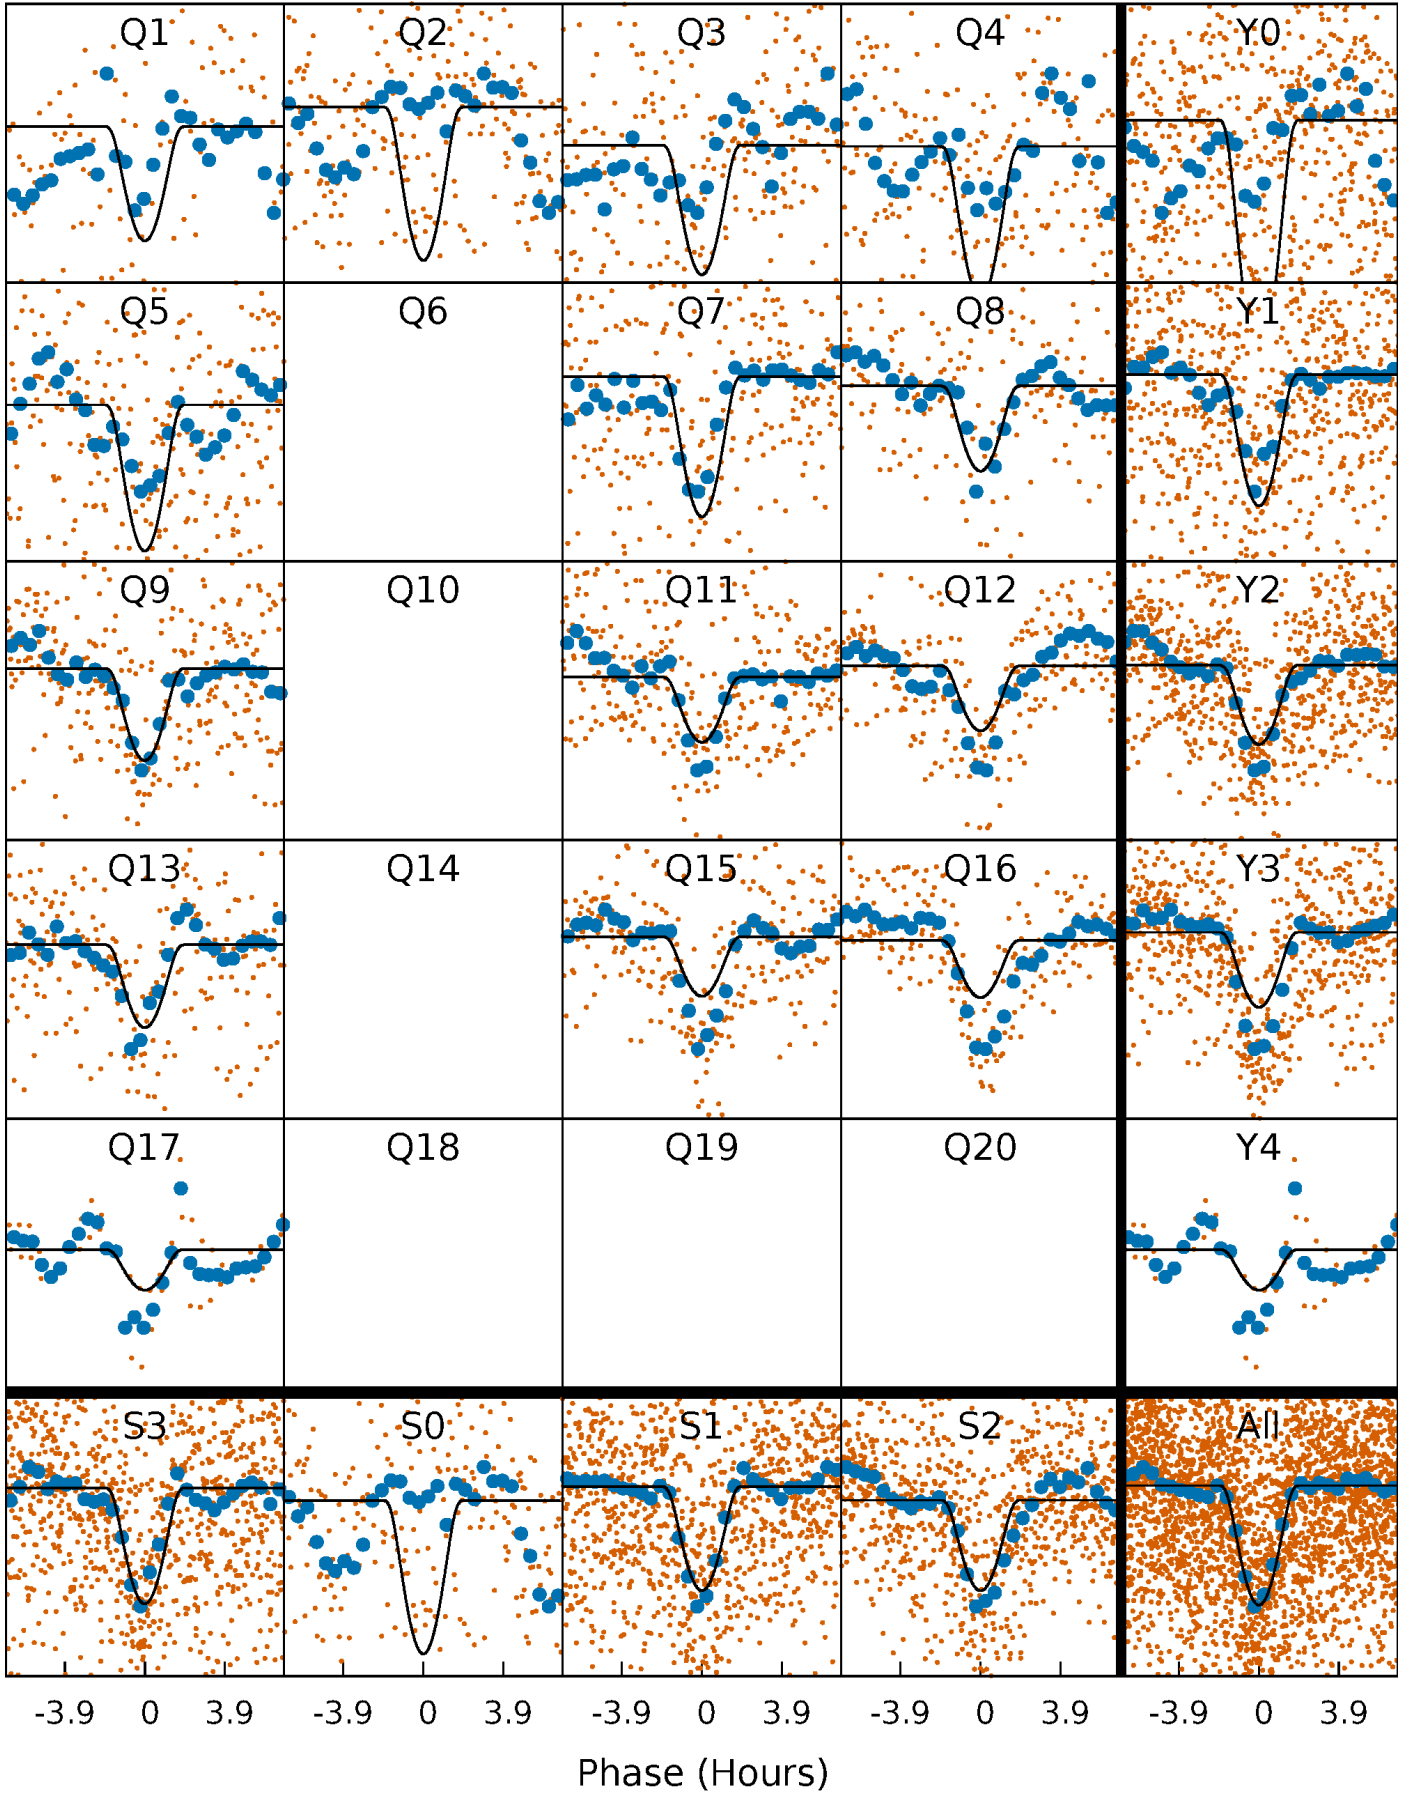 Q1 Q2 Q3 Q4 Y0
Q5 Q6 Q7 Q8 Y1
Q9 Q10 Q11 Q12 Y2
Q13 Q14 Q15 Q16 Y3
Q17 Q18 Q19 Q20 Y4
S3 S0 S1 S2 All
-3.9 0 3.9 -3.9 0 3.9 -3.9 0 3.9 -3.9 0 3.9 -3.9 0 3.9
Phase (Hours)